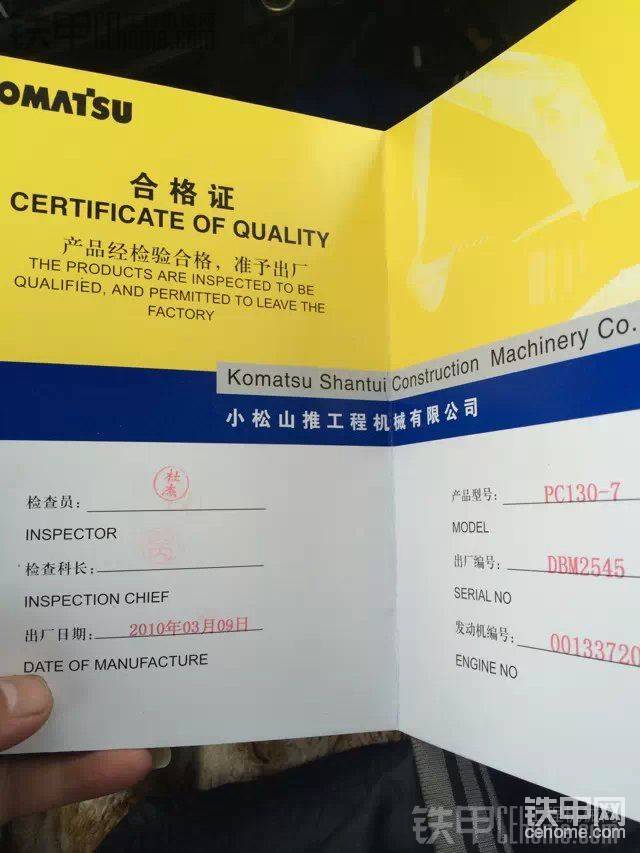 OMATSU
合格证
CERTIFICATE OF QUALITY
产品经检验合格，准予出厂
THE PRODUCTS ARE INSPECTED TO BE
QUALIFIED, AND PERMITTED TO LEAVE THE
FACTORY
Komatsu Shantui Construction Machinery Co.
小松山推工程机械有限公司
检查员：
INSPECTOR
检查科长：
INSPECTION CHIEF
出厂日期： 2010年03月09日
DATE OF MANUFACTURE
产品型号： PC130-7
MODEL
出厂编号： DBM2545
SERIAL NO
发动机编号： 00133720
ENGINE NO
铁甲网
cehome.com